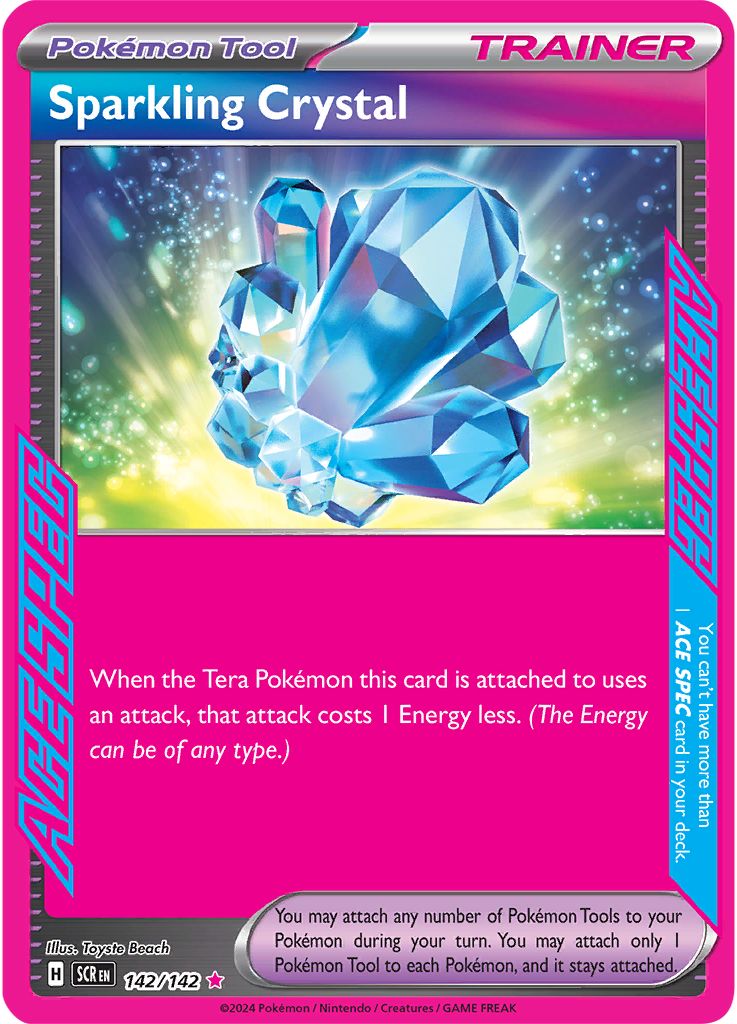 Pokémon Tool
TRAINER
Sparkling Crystal
ACE SPEC
ACE SPEC
You can't have more than
1 ACE SPEC card in your deck.
When the Tera Pokémon this card is attached to uses
an attack, that attack costs 1 Energy less. (The Energy
can be of any type.)
You may attach any number of Pokémon Tools to your
Pokémon during your turn. You may attach only 1
Pokémon Tool to each Pokémon, and it stays attached.
Illus. Toyste Beach
H SCR EN 142/142 ★
©2024 Pokémon / Nintendo / Creatures / GAME FREAK